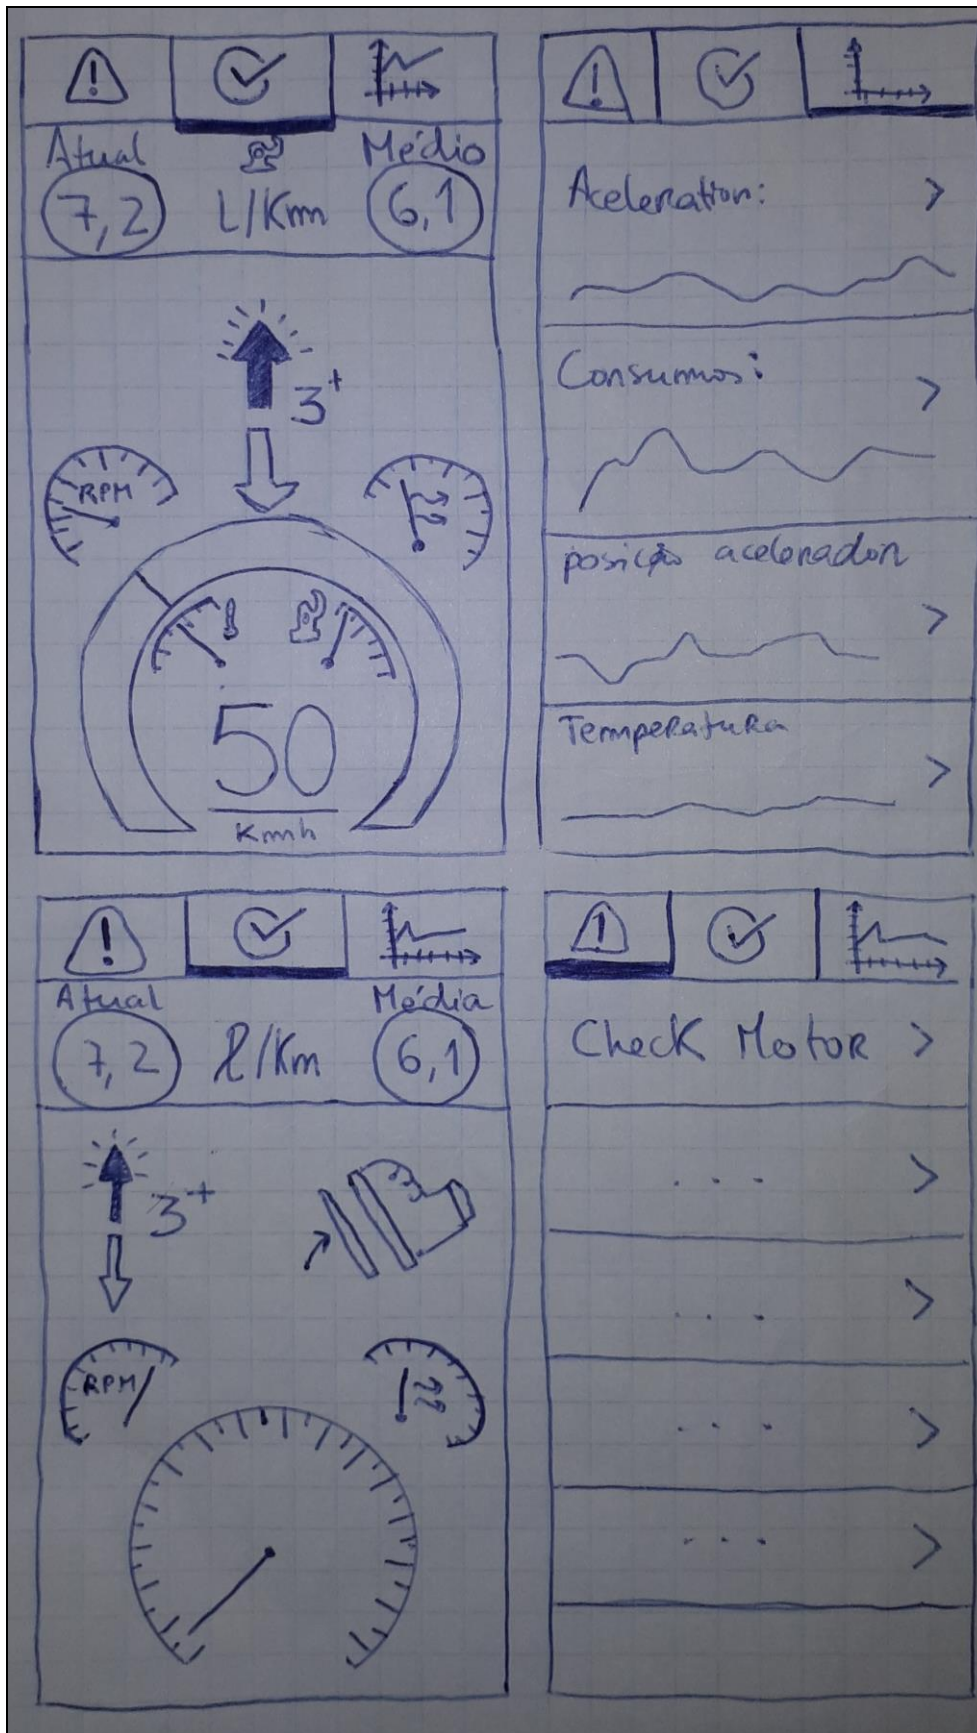 Atual Médio
7,2 L/Km 6,1
3+
RPM
50
Kmh
Aceleration:
Consumos:
posição acelerador
Temperatura
Atual Média
7,2 l/Km 6,1
3+
RPM
Check Motor
. . .
. . .
. . .
. . .